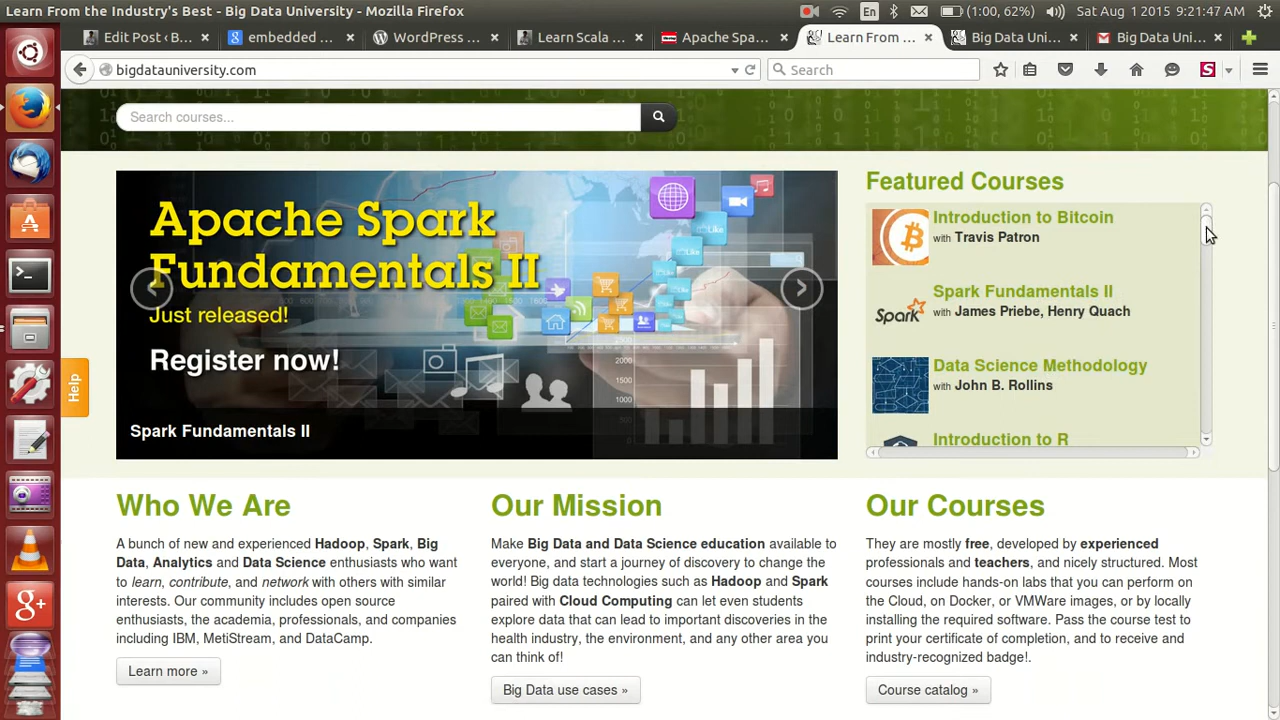 Learn From the Industry's Best - Big Data University - Mozilla Firefox
En
(1:00, 62%)
Sat Aug 1 2015 9:21:47 AM
Edit Post ‹ B...
embedded ...
WordPress ...
Learn Scala ...
Apache Spa...
Learn From ...
Big Data Uni...
Big Data Uni...
bigdatauniversity.com
Search
Search courses...
Apache Spark
Fundamentals II
Just released!
Register now!
Spark Fundamentals II
Help
Featured Courses
Introduction to Bitcoin
with Travis Patron
Spark Fundamentals II
with James Priebe, Henry Quach
Data Science Methodology
with John B. Rollins
Introduction to R
Who We Are
A bunch of new and experienced Hadoop, Spark, Big
Data, Analytics and Data Science enthusiasts who want
to learn, contribute, and network with others with similar
interests. Our community includes open source
enthusiasts, the academia, professionals, and companies
including IBM, MetiStream, and DataCamp.
Learn more »
Our Mission
Make Big Data and Data Science education available to
everyone, and start a journey of discovery to change the
world! Big data technologies such as Hadoop and Spark
paired with Cloud Computing can let even students
explore data that can lead to important discoveries in the
health industry, the environment, and any other area you
can think of!
Big Data use cases »
Our Courses
They are mostly free, developed by experienced
professionals and teachers, and nicely structured. Most
courses include hands-on labs that you can perform on
the Cloud, on Docker, or VMWare images, or by locally
installing the required software. Pass the course test to
print your certificate of completion, and to receive and
industry-recognized badge!.
Course catalog »